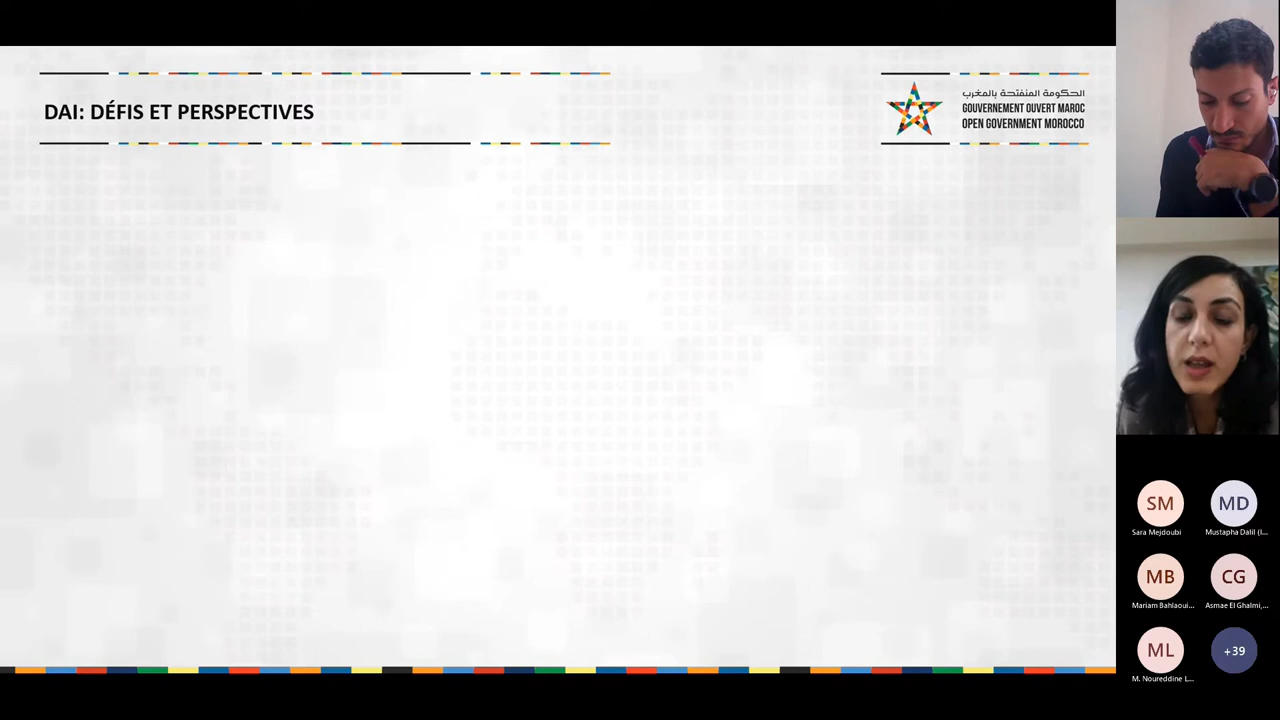 DAI: DÉFIS ET PERSPECTIVES
الحكومة المنفتحة بالمغرب
GOUVERNEMENT OUVERT MAROC
OPEN GOVERNMENT MOROCCO
SM
MD
Sara Mejdoubi
Mustapha Dalil (I...
MB
CG
Mariam Bahlaoui...
Asmae El Ghalmi,...
ML
+39
M. Noureddine L...